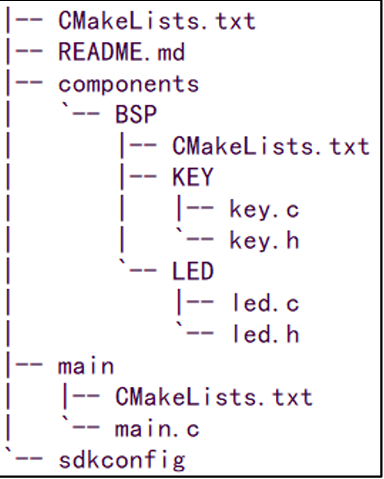 |-- CMakeLists.txt
|-- README.md
|-- components
|   `-- BSP
|       |-- CMakeLists.txt
|       |-- KEY
|       |   |-- key.c
|       |   `-- key.h
|       `-- LED
|           |-- led.c
|           `-- led.h
|-- main
|   |-- CMakeLists.txt
|   `-- main.c
`-- sdkconfig